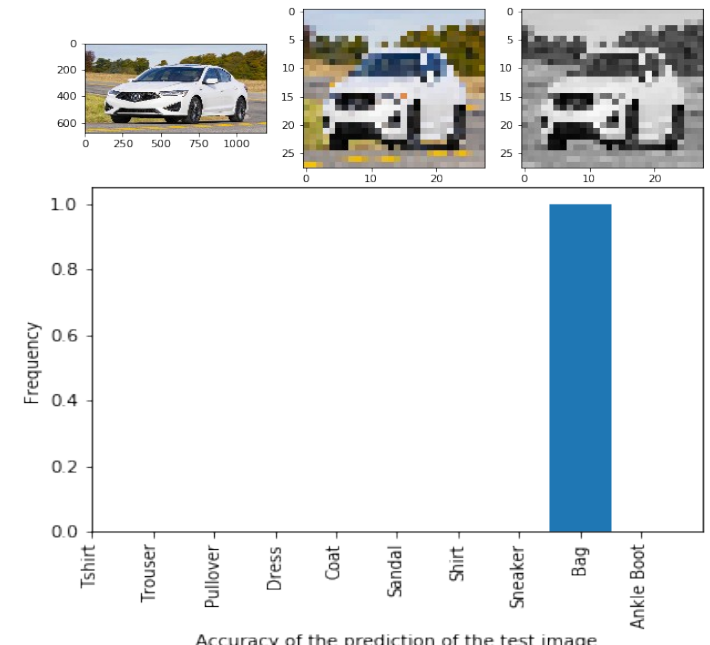 0
200
400
600
0 250 500 750 1000
0
5
10
15
20
25
0 10 20
0
5
10
15
20
25
0 10 20
1.0
0.8
0.6
0.4
0.2
0.0
Frequency
Tshirt
Trouser
Pullover
Dress
Coat
Sandal
Shirt
Sneaker
Bag
Ankle Boot
Accuracy of the prediction of the test image